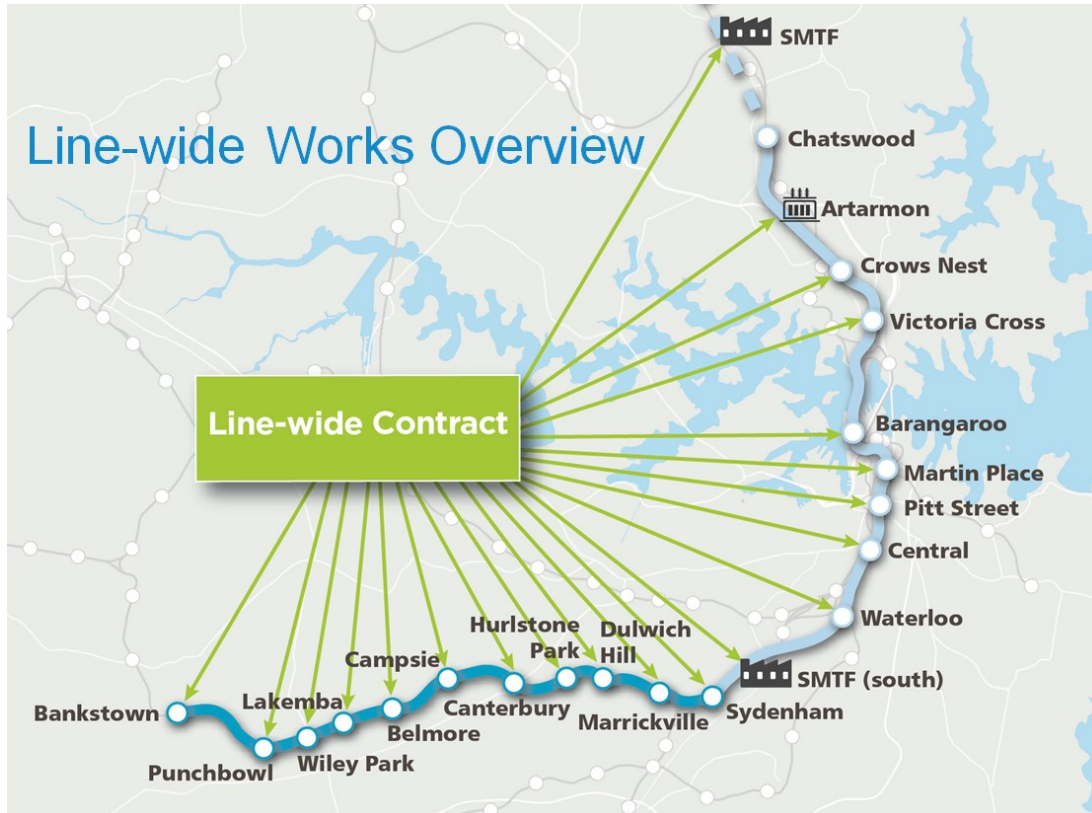 SMTF
Line-wide Works Overview
Chatswood
Artarmon
Crows Nest
Victoria Cross
Line-wide Contract
Barangaroo
Martin Place
Pitt Street
Central
Waterloo
Hurlstone
Park
Dulwich
Hill
Campsie
SMTF (south)
Lakemba
Bankstown
Canterbury
Sydenham
Marrickville
Belmore
Wiley Park
Punchbowl